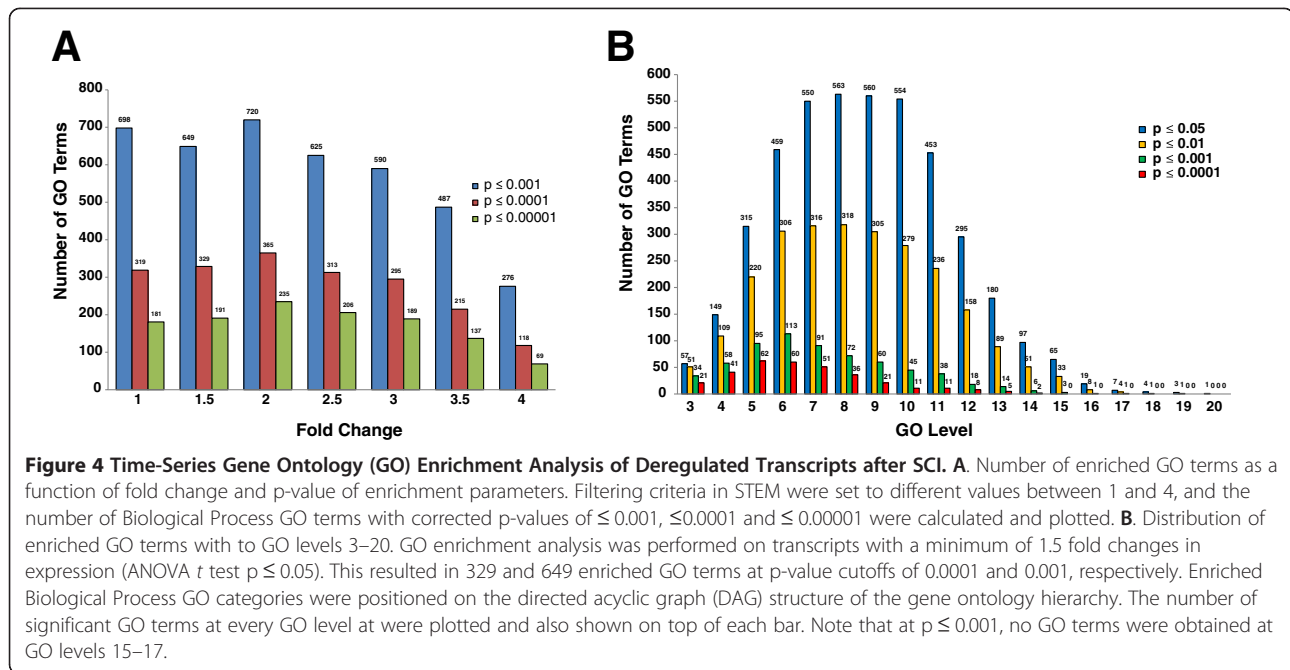 A
B
Number of GO Terms
800
700
600
500
400
300
200
100
0
698
319
181
649
329
191
720
365
235
625
313
206
590
295
189
487
215
137
276
118
69
p ≤ 0.001
p ≤ 0.0001
p ≤ 0.00001
1 1.5 2 2.5 3 3.5 4
Fold Change
Number of GO Terms
600
550
500
450
400
350
300
250
200
150
100
50
0
57 51 34 21
149 109 58 41
315 220 95 62
459 306 113 60
550 316 91 51
563 318 72 36
560 305 60 21
554 279 45 11
453 236 38 11
295 158 18 8
180 89 14 5
97 51 6 2
65 33 3 0
19 8 1 0
7 4 1 0
4 1 0 0
3 1 0 0
1 0 0 0
p ≤ 0.05
p ≤ 0.01
p ≤ 0.001
p ≤ 0.0001
3 4 5 6 7 8 9 10 11 12 13 14 15 16 17 18 19 20
GO Level
Figure 4 Time-Series Gene Ontology (GO) Enrichment Analysis of Deregulated Transcripts after SCI. A. Number of enriched GO terms as a
function of fold change and p-value of enrichment parameters. Filtering criteria in STEM were set to different values between 1 and 4, and the
number of Biological Process GO terms with corrected p-values of ≤ 0.001, ≤0.0001 and ≤ 0.00001 were calculated and plotted. B. Distribution of
enriched GO terms with to GO levels 3–20. GO enrichment analysis was performed on transcripts with a minimum of 1.5 fold changes in
expression (ANOVA t test p ≤ 0.05). This resulted in 329 and 649 enriched GO terms at p-value cutoffs of 0.0001 and 0.001, respectively. Enriched
Biological Process GO categories were positioned on the directed acyclic graph (DAG) structure of the gene ontology hierarchy. The number of
significant GO terms at every GO level at were plotted and also shown on top of each bar. Note that at p ≤ 0.001, no GO terms were obtained at
GO levels 15–17.